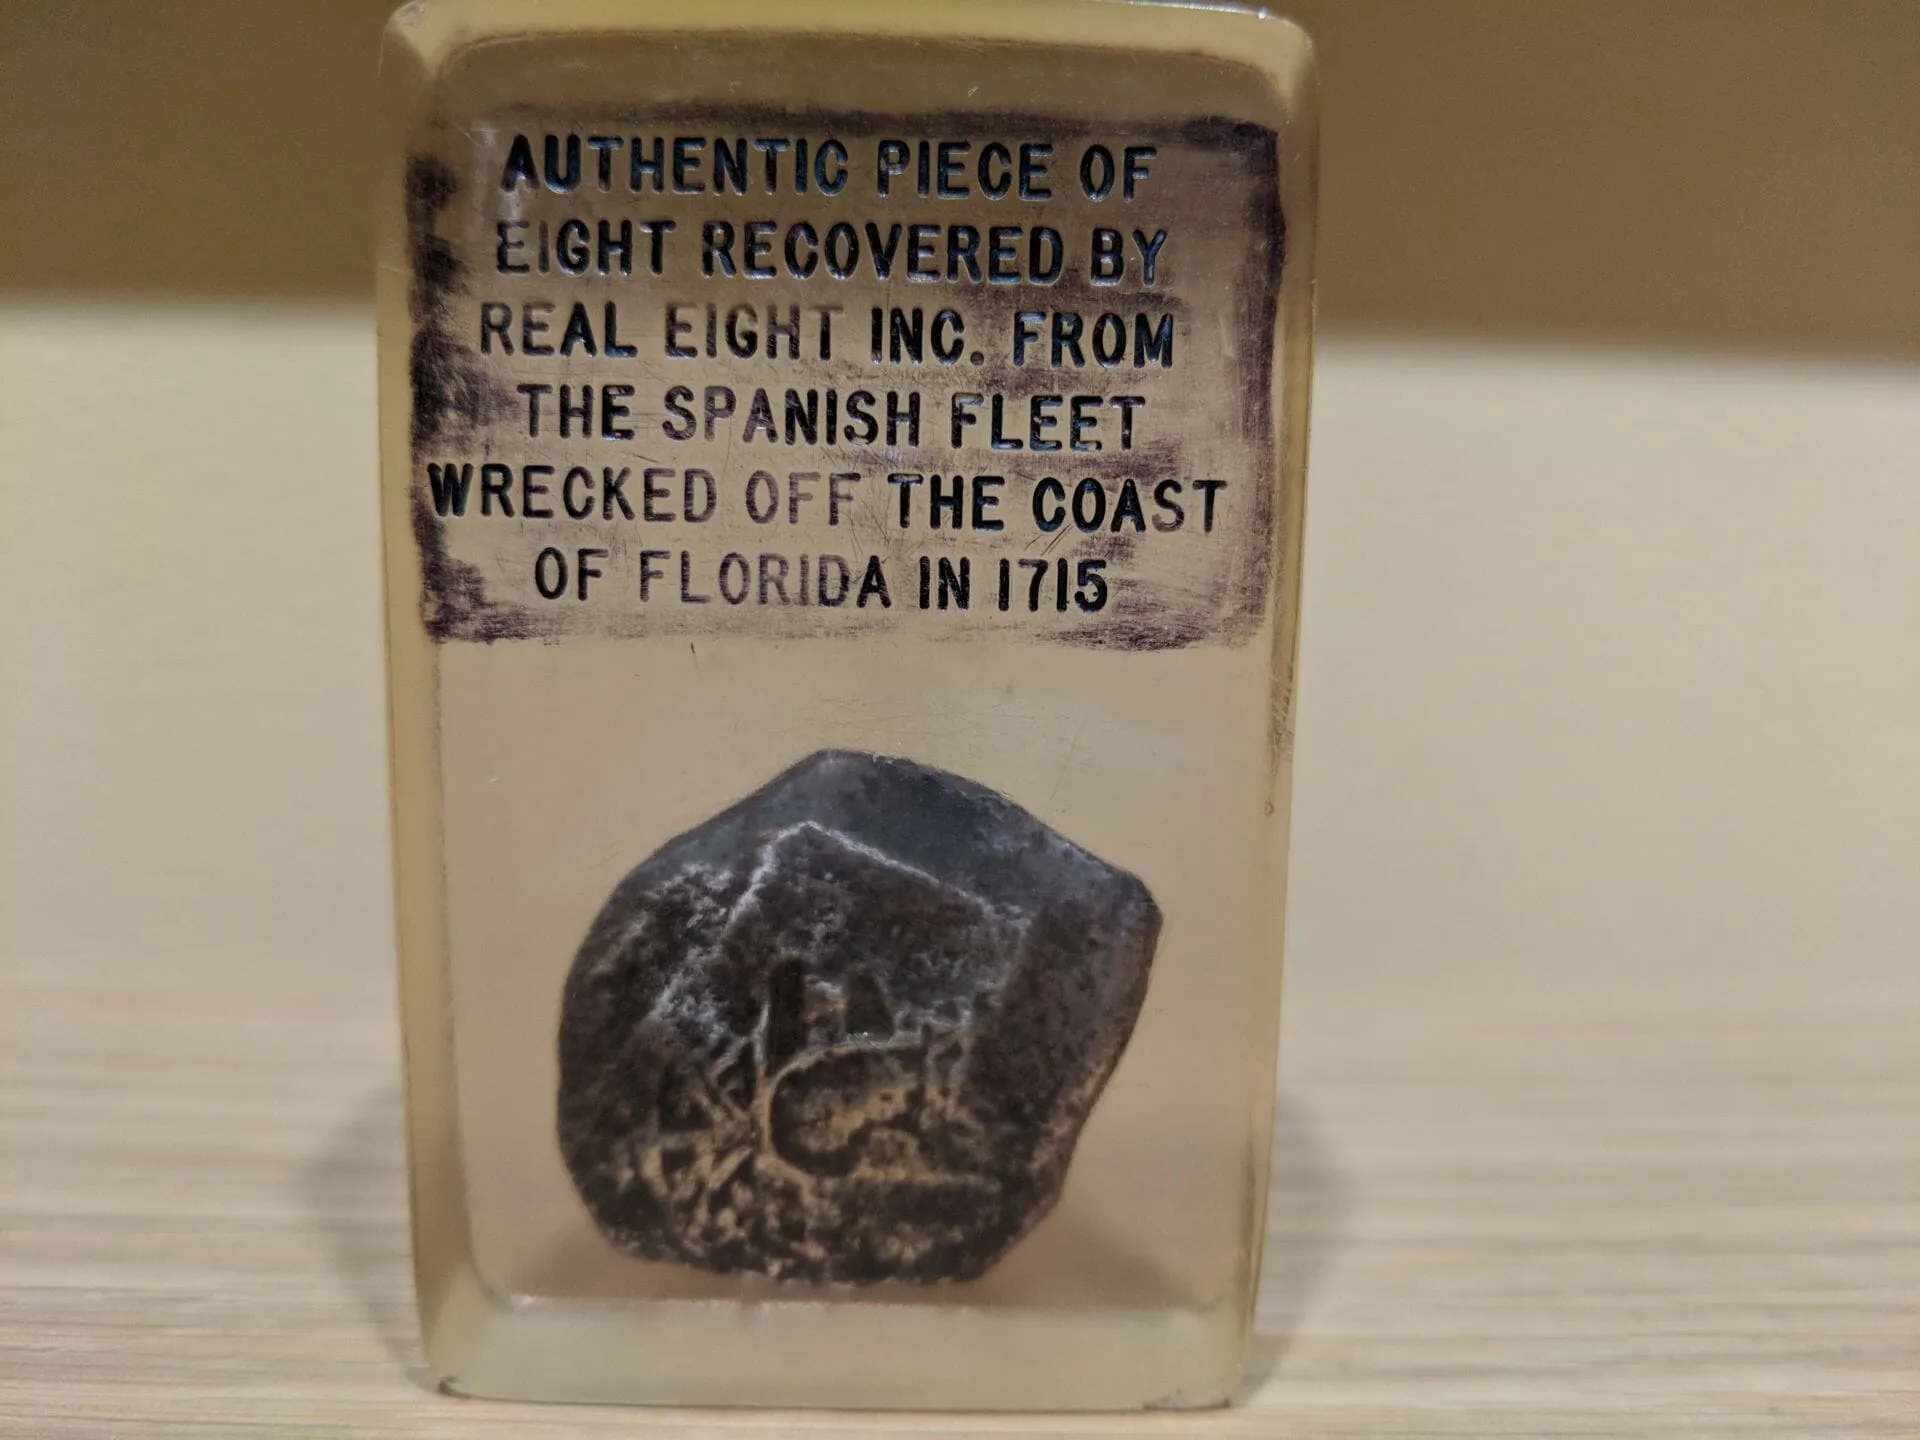 AUTHENTIC PIECE OF
EIGHT RECOVERED BY
REAL EIGHT INC. FROM
THE SPANISH FLEET
WRECKED OFF THE COAST
OF FLORIDA IN 1715